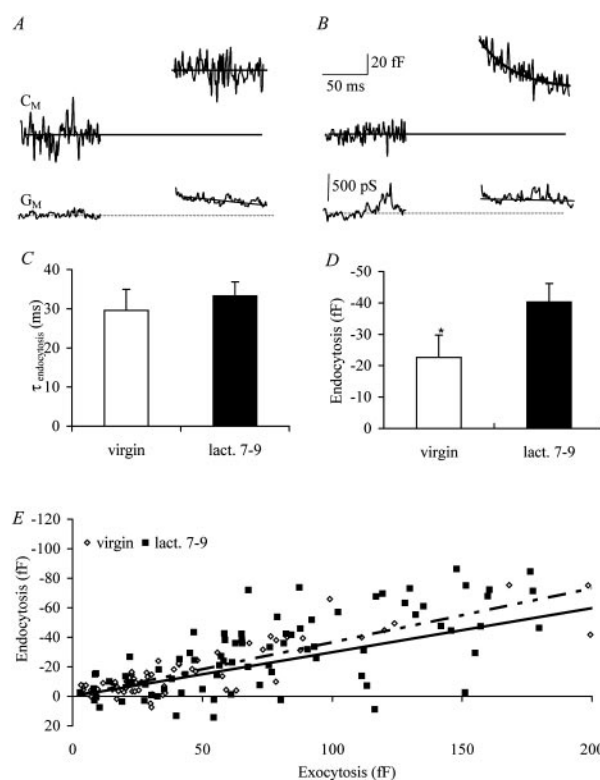 A
B
20 fF
50 ms
C_M
500 pS
G_M
C
D
τ endocytosis (ms)
40
30
20
10
0
virgin
lact. 7-9
Endocytosis (fF)
-50
-40
-30
-20
-10
0
*
virgin
lact. 7-9
E
Endocytosis (fF)
-120
-100
-80
-60
-40
-20
0
20
virgin
lact. 7-9
0
50
100
150
200
Exocytosis (fF)